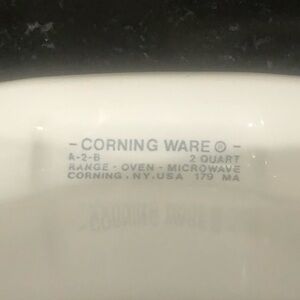 - CORNING WARE ® -
A-2-B 2 QUART
RANGE - OVEN - MICROWAVE
CORNING . NY. USA 179 MA